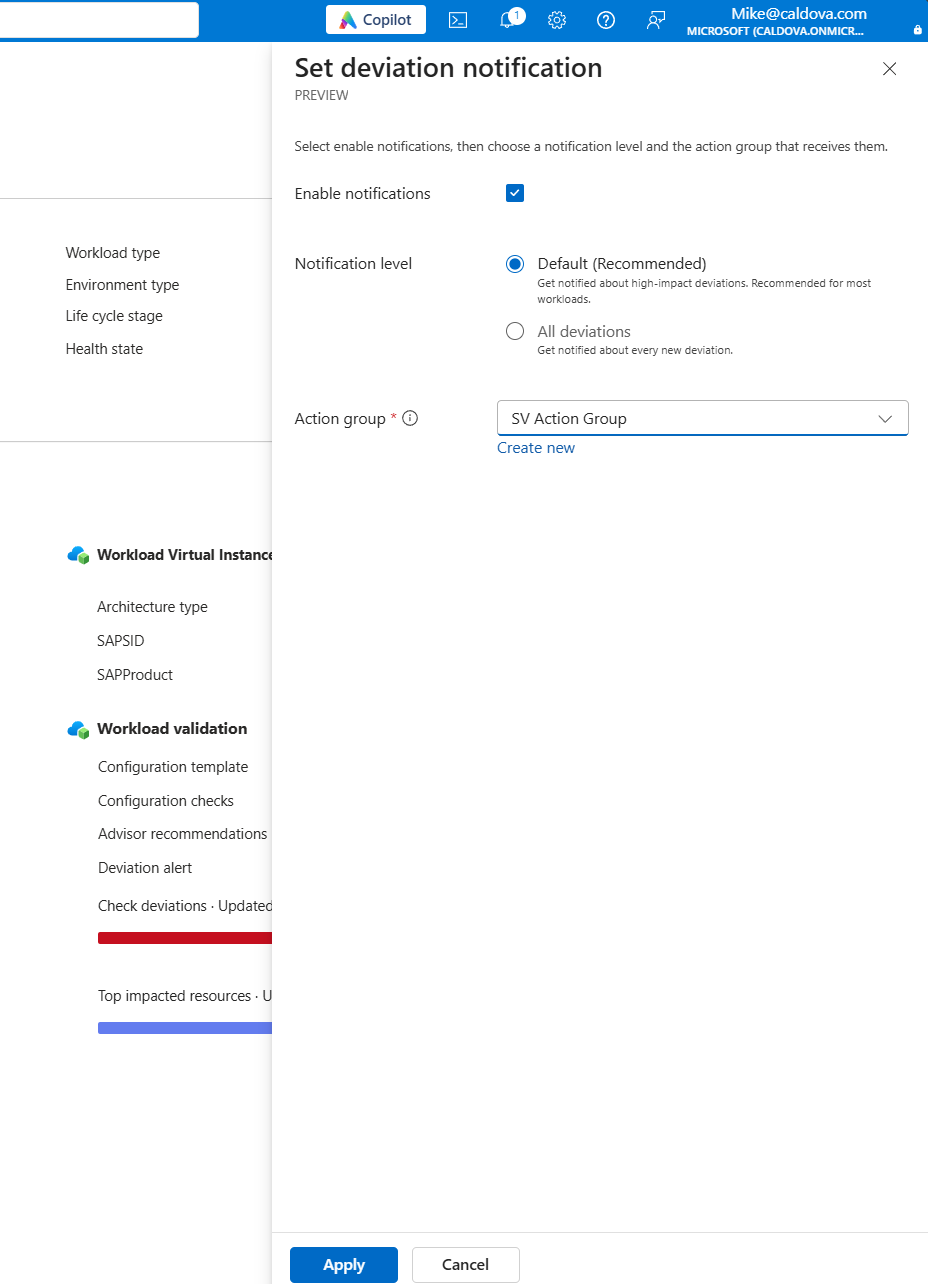 Copilot
1
Mike@caldova.com
MICROSOFT (CALDOVA.ONMICR...
Set deviation notification
PREVIEW
Select enable notifications, then choose a notification level and the action group that receives them.
Enable notifications
Notification level
Default (Recommended)
Get notified about high-impact deviations. Recommended for most
workloads.
All deviations
Get notified about every new deviation.
Action group *
SV Action Group
Create new
Workload type
Environment type
Life cycle stage
Health state
Workload Virtual Instance
Architecture type
SAPSID
SAPProduct
Workload validation
Configuration template
Configuration checks
Advisor recommendations
Deviation alert
Check deviations · Updated
Top impacted resources · U
Apply
Cancel